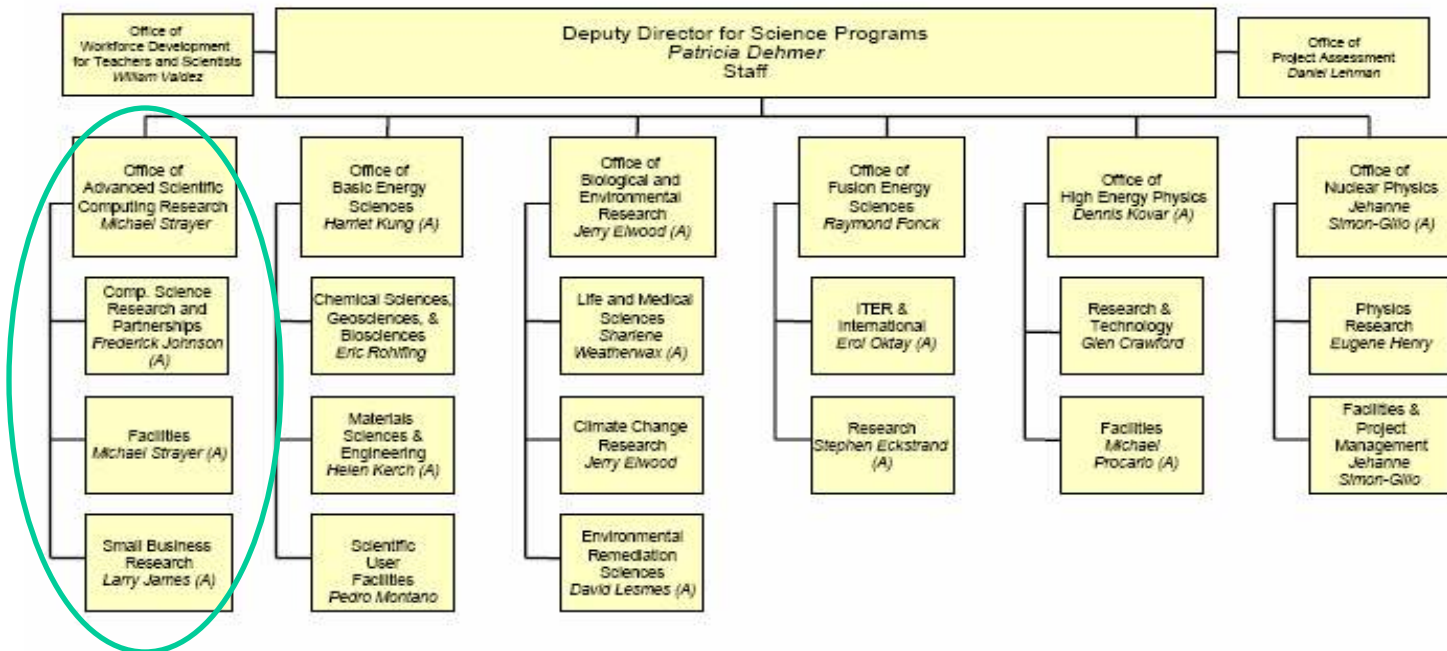 Office of
Workforce Development
for Teachers and Scientists
William Valdez
Deputy Director for Science Programs
Patricia Dehmer
Staff
Office of
Project Assessment
Daniel Lehman
Office of
Advanced Scientific
Computing Research
Michael Strayer
Office of
Basic Energy
Sciences
Harriet Kung (A)
Office of
Biological and
Environmental
Research
Jerry Elwood (A)
Office of
Fusion Energy
Sciences
Raymond Fonck
Office of
High Energy Physics
Dennis Kovar (A)
Office of
Nuclear Physics
Jehanne
Simon-Gillo (A)
Comp. Science
Research and
Partnerships
Frederick Johnson
(A)
Chemical Sciences,
Geosciences, &
Biosciences
Eric Rohlfing
Life and Medical
Sciences
Sharlene
Weatherwax (A)
ITER &
International
Erol Oktay (A)
Research &
Technology
Glen Crawford
Physics
Research
Eugene Henry
Facilities
Michael Strayer (A)
Materials
Sciences &
Engineering
Helen Kerch (A)
Climate Change
Research
Jerry Elwood
Research
Stephen Eckstrand
(A)
Facilities
Michael
Procario (A)
Facilities &
Project
Management
Jehanne
Simon-Gillo
Small Business
Research
Larry James (A)
Scientific
User
Facilities
Pedro Montano
Environmental
Remediation
Sciences
David Lesmes (A)